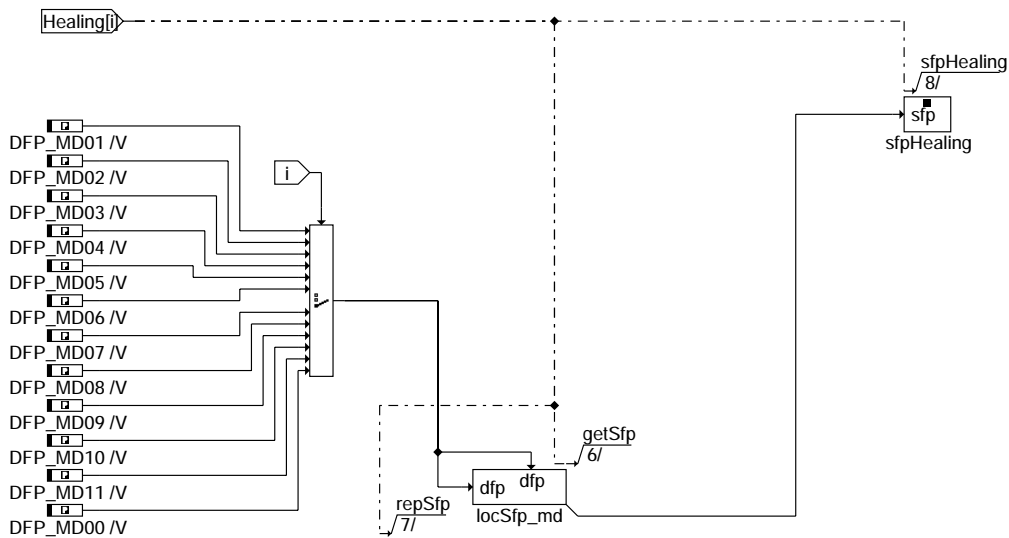 Healing[i]
sfpHealing
8/
sfp
sfpHealing
DFP_MD01 /V
DFP_MD02 /V
i
DFP_MD03 /V
DFP_MD04 /V
DFP_MD05 /V
DFP_MD06 /V
DFP_MD07 /V
DFP_MD08 /V
DFP_MD09 /V
DFP_MD10 /V
DFP_MD11 /V
DFP_MD00 /V
getSfp
6/
dfp
dfp
locSfp_md
repSfp
7/